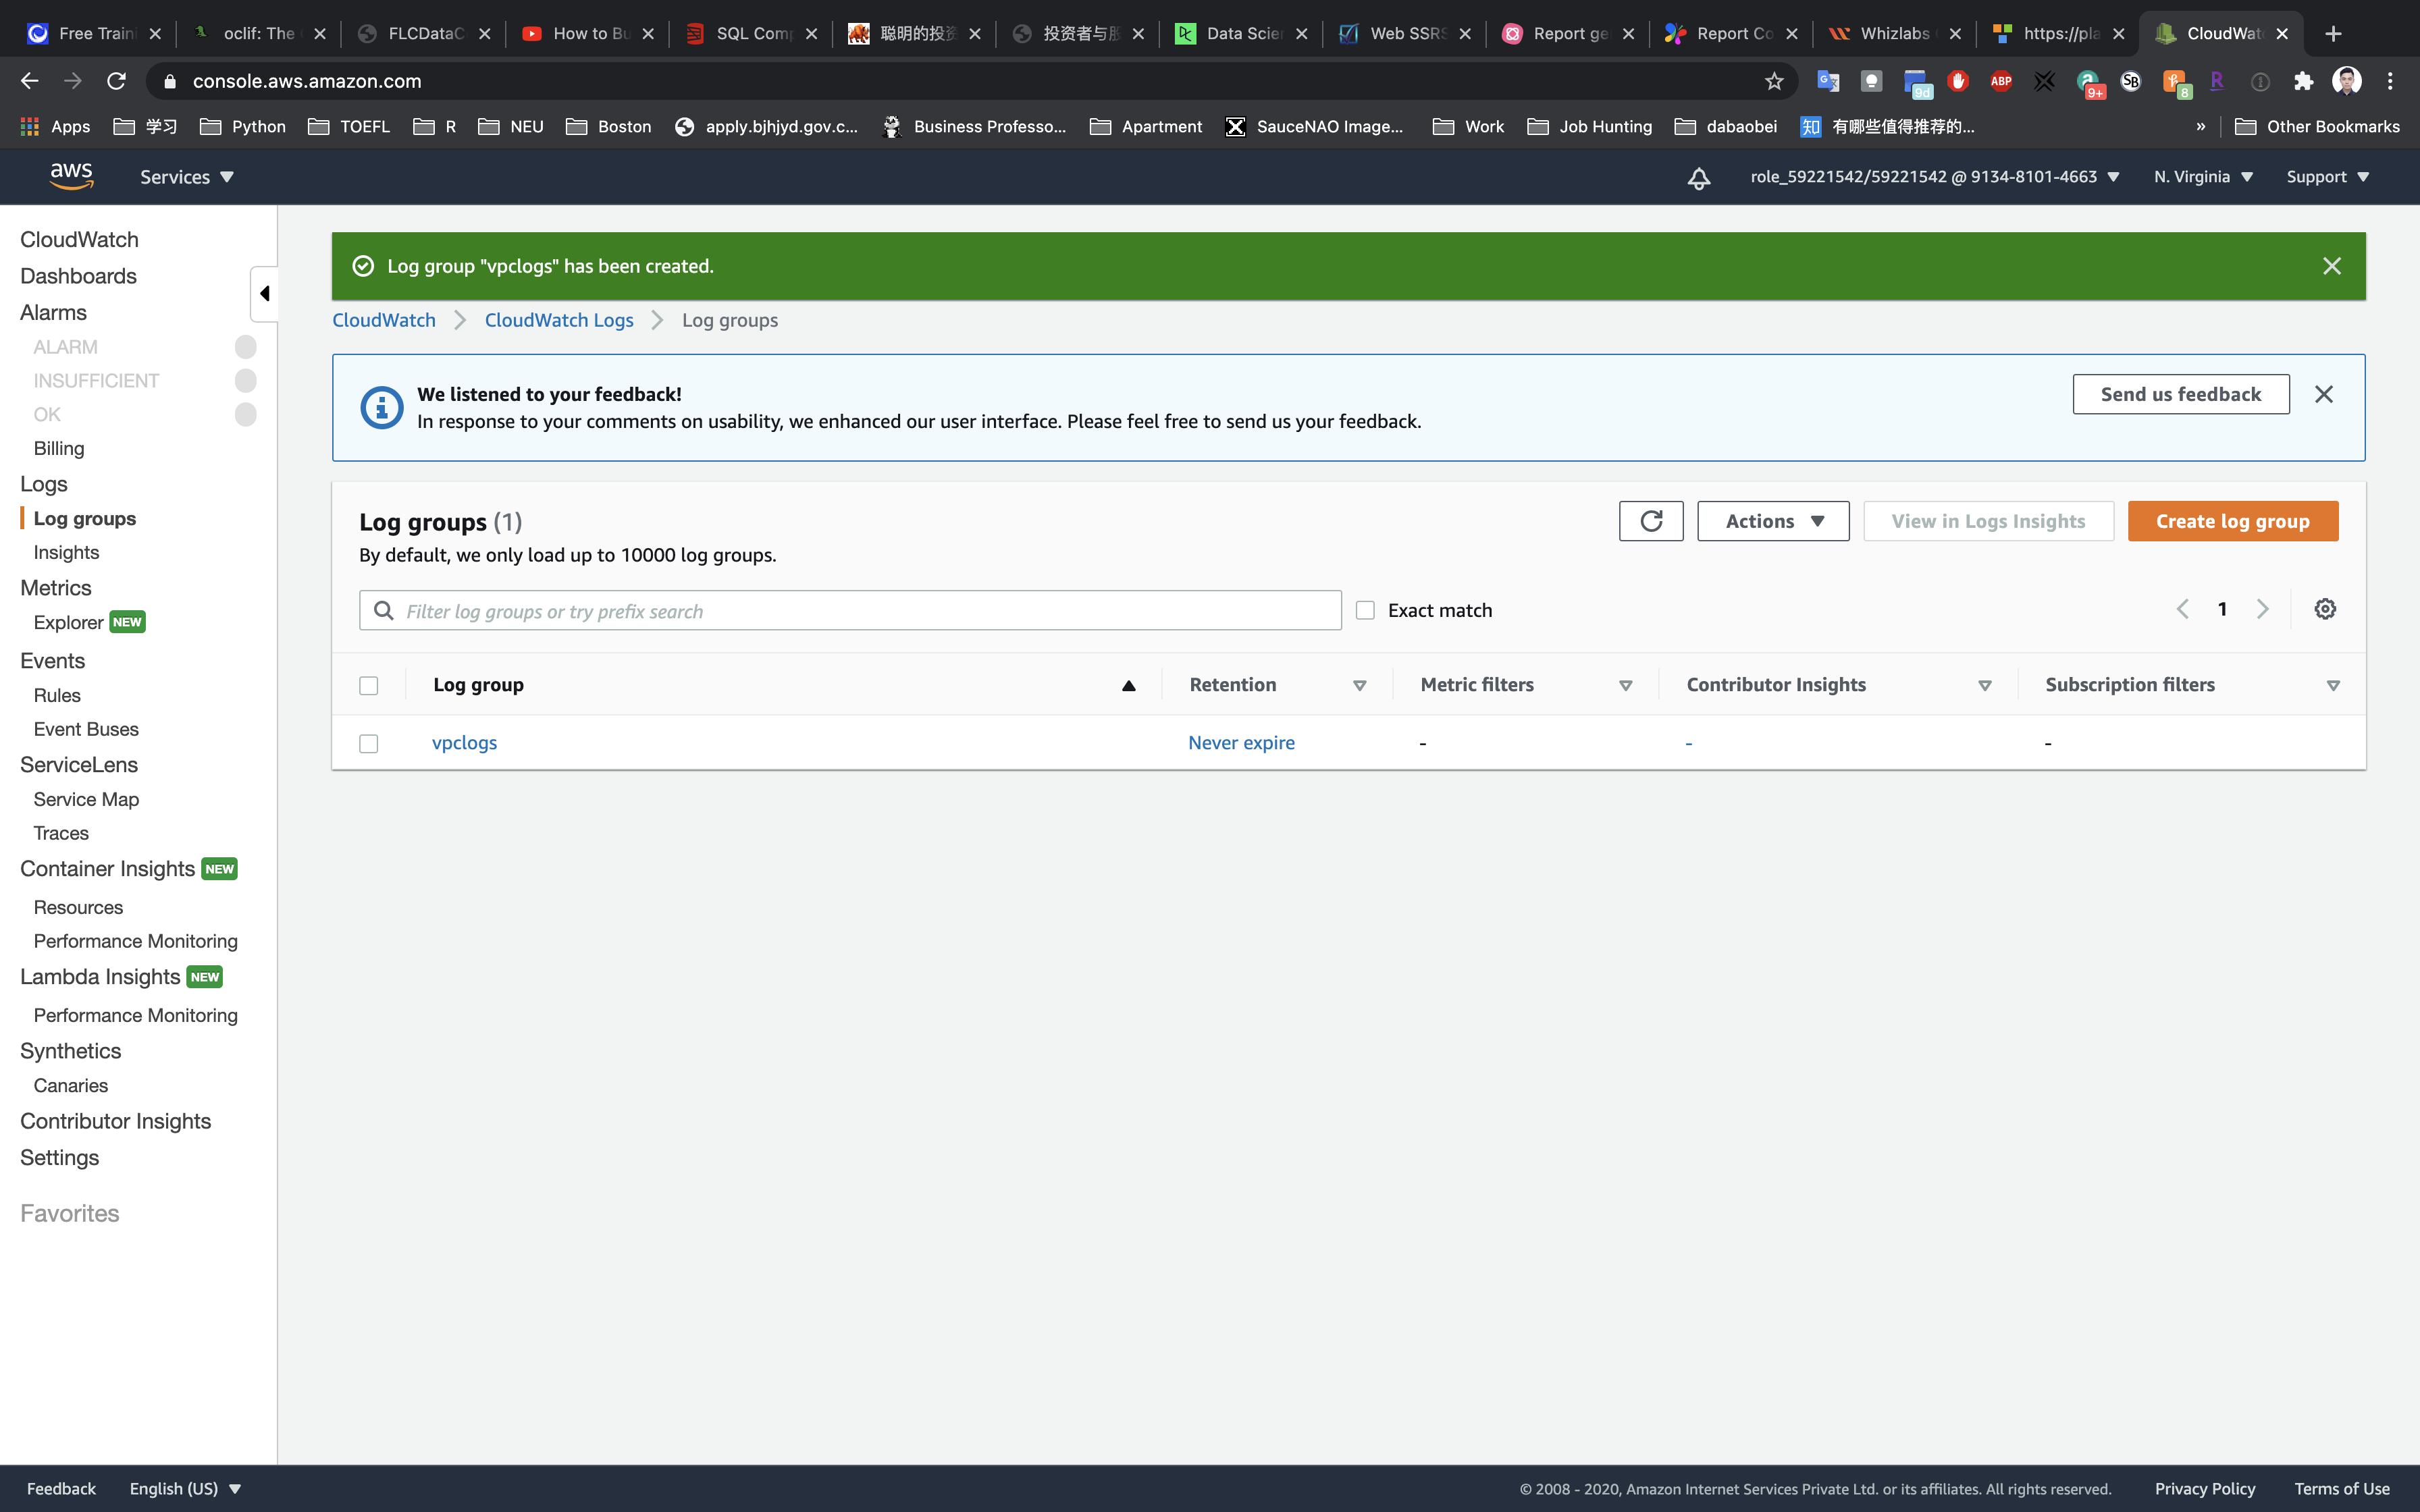 Free Traini
oclif: The
FLCDataC
How to Bu
SQL Comp
聪明的投资
投资者与股
Data Scien
Web SSRS
Report ge
Report Co
Whizlabs
https://pla
CloudWat
console.aws.amazon.com
9d
ABP
9+
SB
8
R
Apps
学习
Python
TOEFL
R
NEU
Boston
apply.bjhjyd.gov.c...
Business Professo...
Apartment
SauceNAO Image...
Work
Job Hunting
dabaobei
知 有哪些值得推荐的...
»
Other Bookmarks
aws
Services
role_59221542/59221542 @ 9134-8101-4663
N. Virginia
Support
CloudWatch
Dashboards
Alarms
ALARM
INSUFFICIENT
OK
Billing
Logs
Log groups
Insights
Metrics
Explorer NEW
Events
Rules
Event Buses
ServiceLens
Service Map
Traces
Container Insights NEW
Resources
Performance Monitoring
Lambda Insights NEW
Performance Monitoring
Synthetics
Canaries
Contributor Insights
Settings
Favorites
Log group "vpclogs" has been created.
CloudWatch
CloudWatch Logs
Log groups
We listened to your feedback!
In response to your comments on usability, we enhanced our user interface. Please feel free to send us your feedback.
Send us feedback
Log groups (1)
By default, we only load up to 10000 log groups.
Actions
View in Logs Insights
Create log group
Filter log groups or try prefix search
Exact match
1
Log group
Retention
Metric filters
Contributor Insights
Subscription filters
vpclogs
Never expire
-
-
-
Feedback
English (US)
© 2008 - 2020, Amazon Internet Services Private Ltd. or its affiliates. All rights reserved.
Privacy Policy
Terms of Use